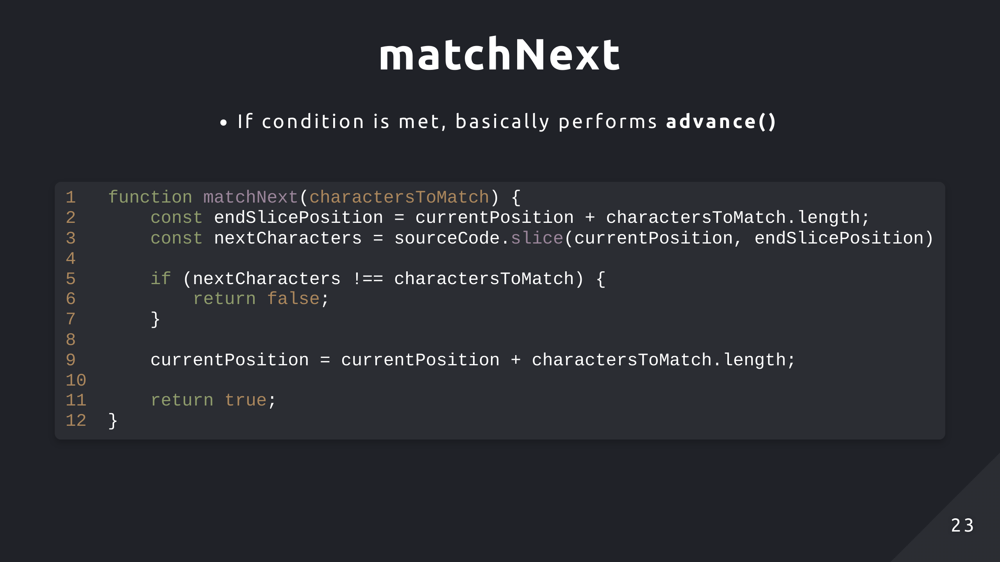 matchNext
• If condition is met, basically performs advance()
1   function matchNext(charactersToMatch) {
2       const endSlicePosition = currentPosition + charactersToMatch.length;
3       const nextCharacters = sourceCode.slice(currentPosition, endSlicePosition)
4
5       if (nextCharacters !== charactersToMatch) {
6           return false;
7       }
8
9       currentPosition = currentPosition + charactersToMatch.length;
10
11      return true;
12  }
23